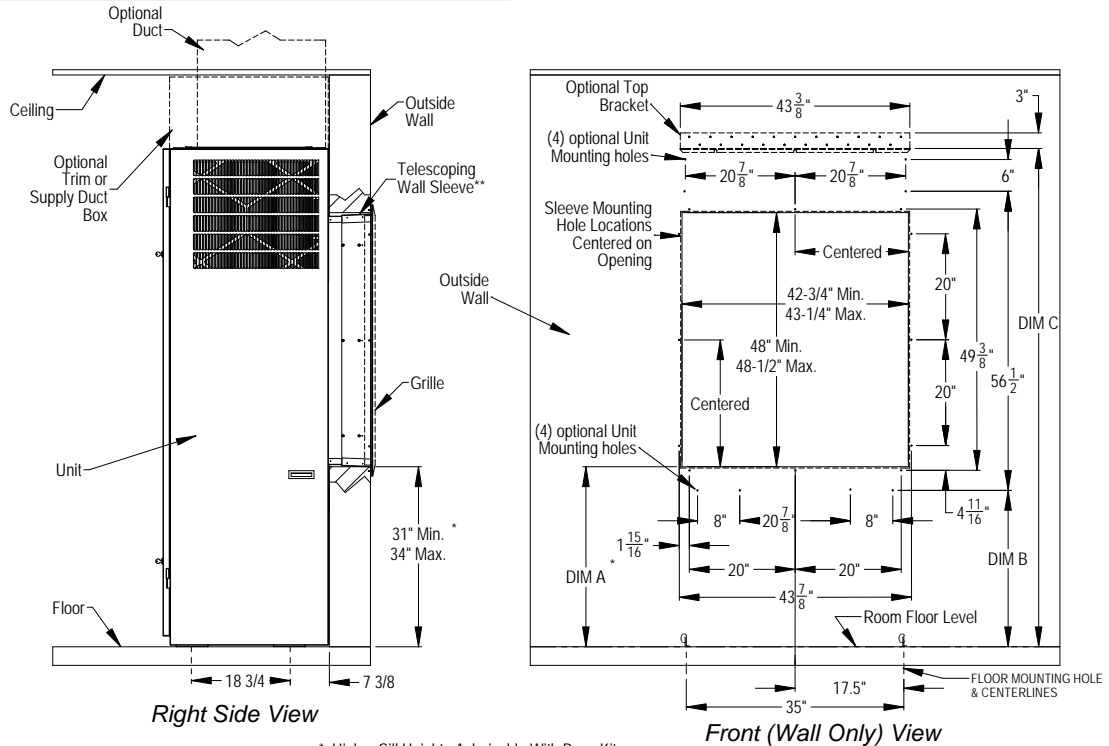 Optional
Duct
Ceiling
Outside
Wall
Optional
Trim or
Supply Duct
Box
Telescoping
Wall Sleeve**
Grille
Unit
31" Min. *
34" Max.
Floor
18 3/4
7 3/8
Right Side View
Optional Top
Bracket
43 3/8"
3"
(4) optional Unit
Mounting holes
20 7/8"
20 7/8"
6"
Sleeve Mounting
Hole Locations
Centered on
Opening
Centered
Outside
Wall
42-3/4" Min.
43-1/4" Max.
20"
DIM C
48" Min.
48-1/2" Max.
49 3/8"
56 1/2"
20"
Centered
(4) optional Unit
Mounting holes
8"
20 7/8"
8"
4 11/16"
1 15/16"
DIM A *
20"
20"
DIM B
43 7/8"
Room Floor Level
17.5"
FLOOR MOUNTING HOLE
& CENTERLINES
35"
Front (Wall Only) View